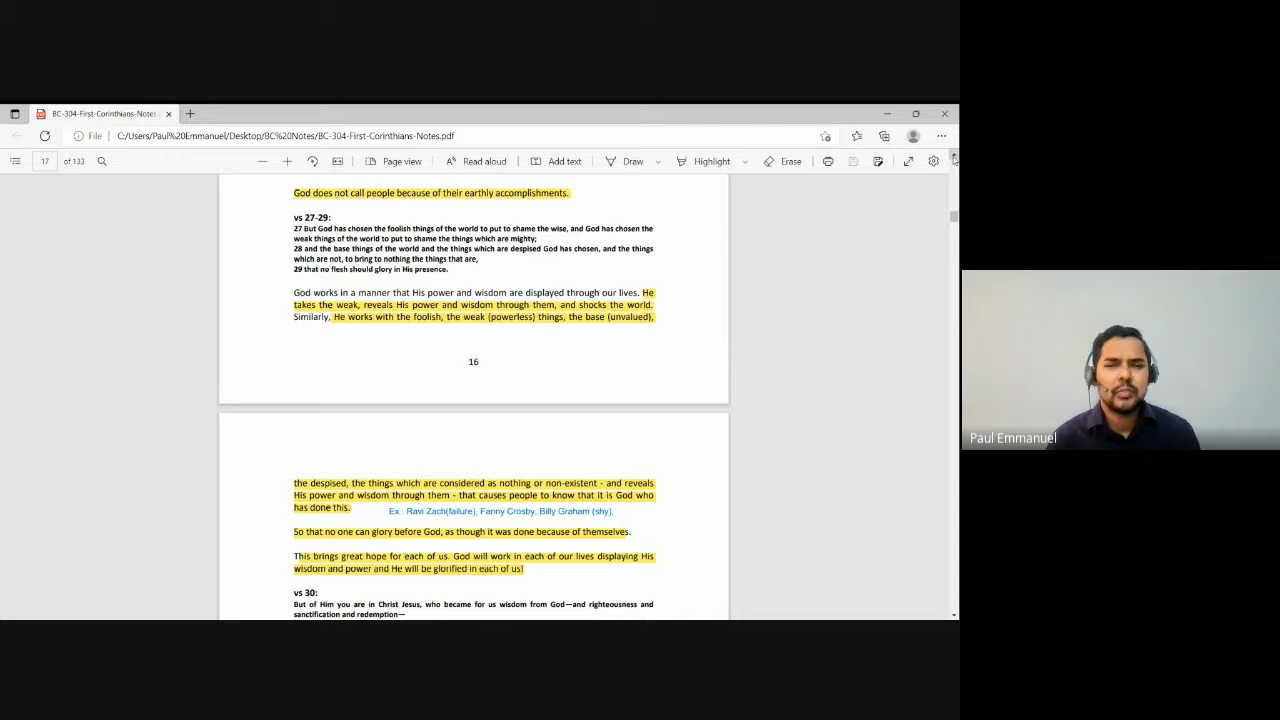 BC-304-First-Corinthians-Notes
File
C:/Users/Paul%20Emmanuel/Desktop/BC%20Notes/BC-304-First-Corinthians-Notes.pdf
17 of 133
Page view
Read aloud
Add text
Draw
Highlight
Erase
God does not call people because of their earthly accomplishments.
vs 27-29:
27 But God has chosen the foolish things of the world to put to shame the wise, and God has chosen the
weak things of the world to put to shame the things which are mighty;
28 and the base things of the world and the things which are despised God has chosen, and the things
which are not, to bring to nothing the things that are,
29 that no flesh should glory in His presence.
God works in a manner that His power and wisdom are displayed through our lives. He
takes the weak, reveals His power and wisdom through them, and shocks the world.
Similarly, He works with the foolish, the weak (powerless) things, the base (unvalued),
16
the despised, the things which are considered as nothing or non-existent - and reveals
His power and wisdom through them - that causes people to know that it is God who
has done this.
Ex : Ravi Zach(failure), Fanny Crosby, Billy Graham (shy),
So that no one can glory before God, as though it was done because of themselves.
This brings great hope for each of us. God will work in each of our lives displaying His
wisdom and power and He will be glorified in each of us!
vs 30:
But of Him you are in Christ Jesus, who became for us wisdom from God—and righteousness and
sanctification and redemption—
Paul Emmanuel